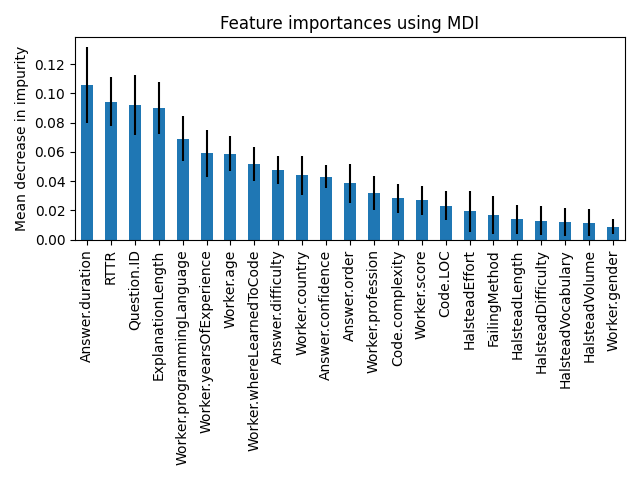 Feature importances using MDI
Mean decrease in impurity
0.12
0.10
0.08
0.06
0.04
0.02
0.00
Answer.duration
RTTR
Question.ID
ExplanationLength
Worker.programmingLanguage
Worker.yearsOfExperience
Worker.age
Worker.whereLearnedToCode
Answer.difficulty
Worker.country
Answer.confidence
Answer.order
Worker.profession
Code.complexity
Worker.score
Code.LOC
HalsteadEffort
FailingMethod
HalsteadLength
HalsteadDifficulty
HalsteadVocabulary
HalsteadVolume
Worker.gender